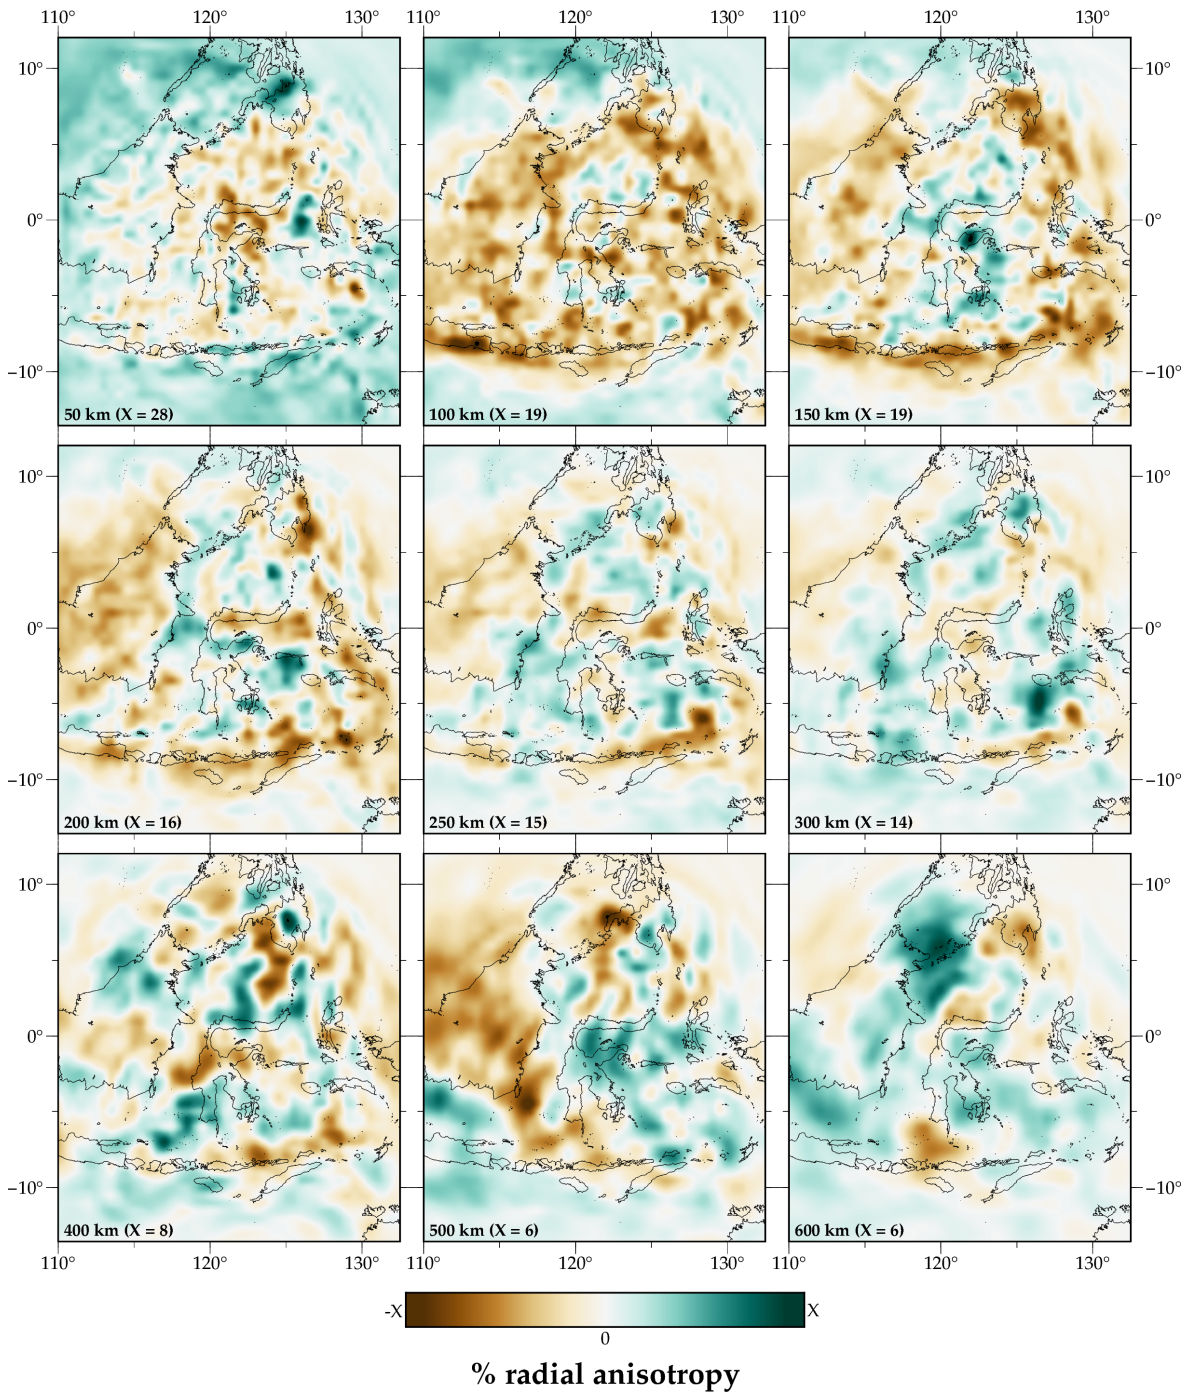 110° 120° 130° 110° 120° 130° 110° 120° 130°
10° 10°
0° 0°
−10° −10°
50 km (X = 28) 100 km (X = 19) 150 km (X = 19)
10° 10°
0° 0°
−10° −10°
200 km (X = 16) 250 km (X = 15) 300 km (X = 14)
10° 10°
0° 0°
−10° −10°
400 km (X = 8) 500 km (X = 6) 600 km (X = 6)
110° 120° 130° 110° 120° 130° 110° 120° 130°
-X X
0
% radial anisotropy